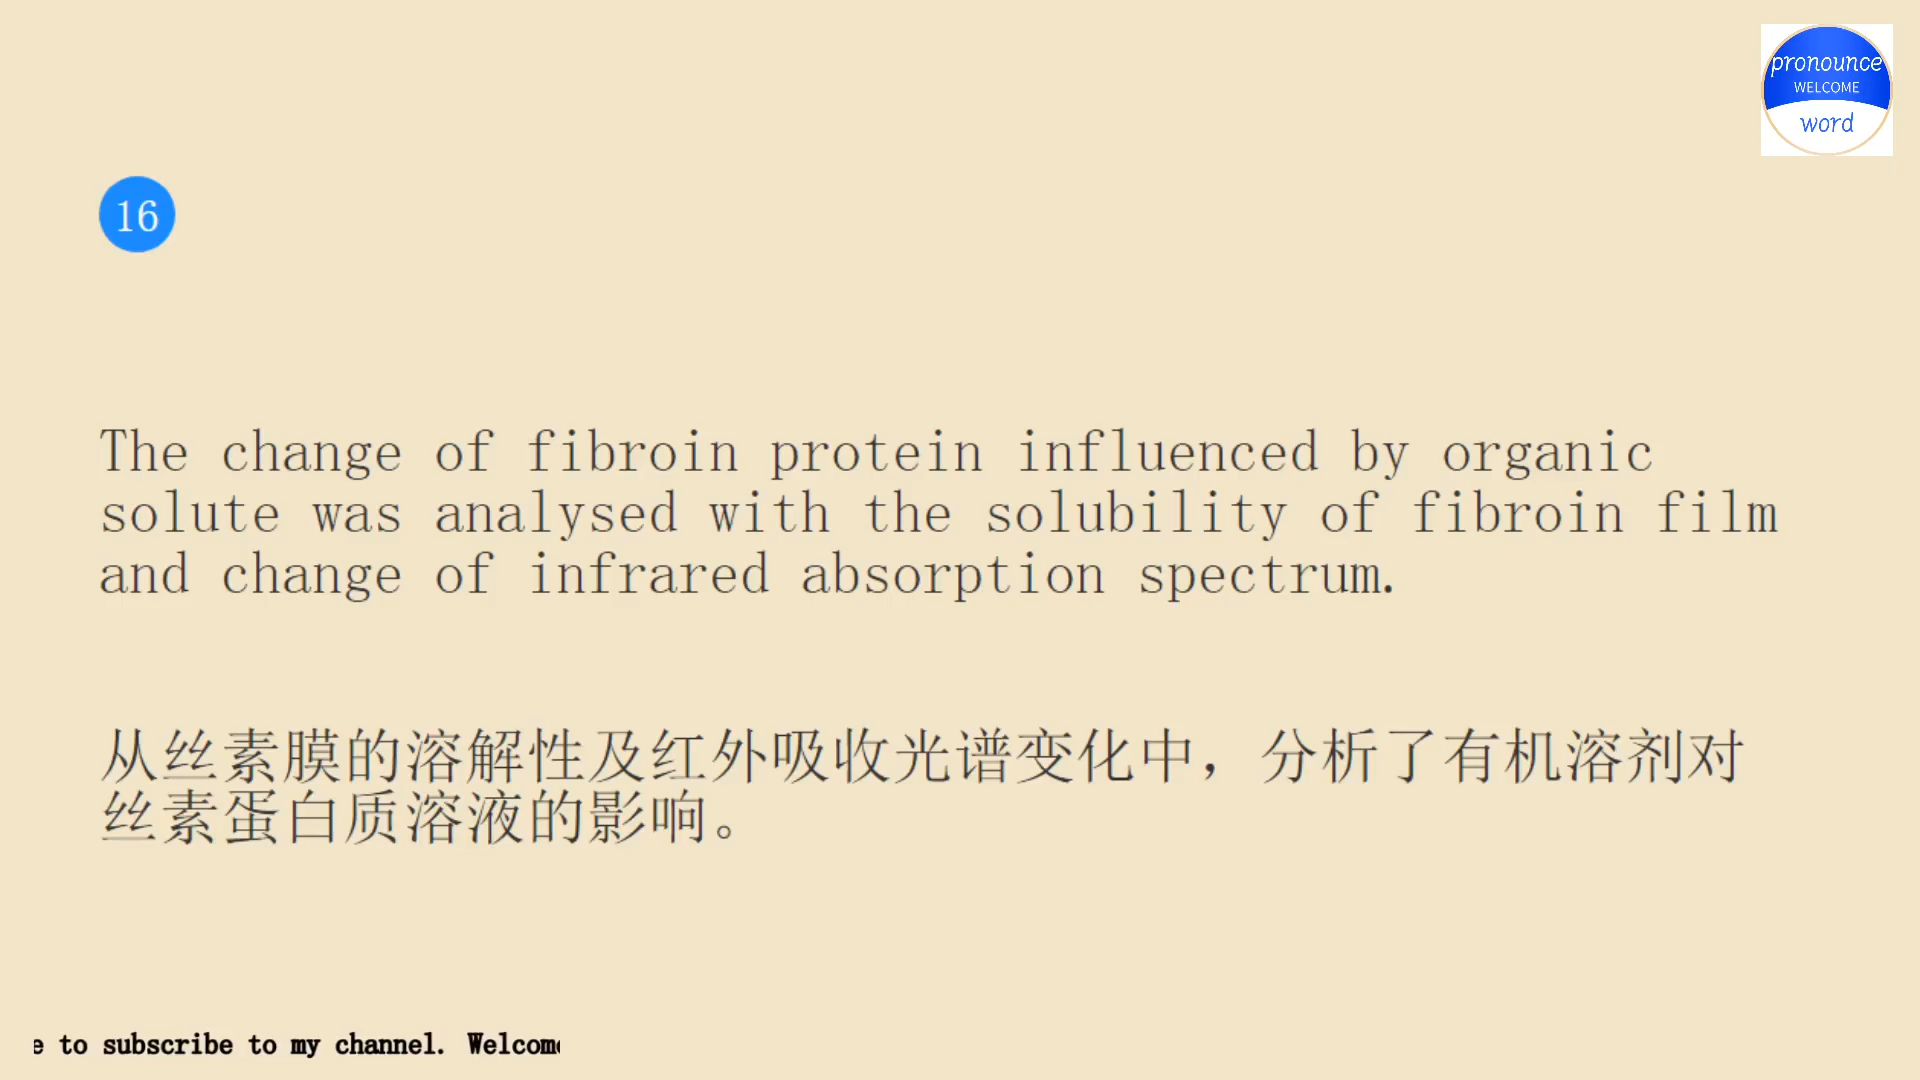 pronounce
WELCOME
word
16
The change of fibroin protein influenced by organic
solute was analysed with the solubility of fibroin film
and change of infrared absorption spectrum.
从丝素膜的溶解性及红外吸收光谱变化中，分析了有机溶剂对
丝素蛋白质溶液的影响。
to subscribe to my channel. Welcome